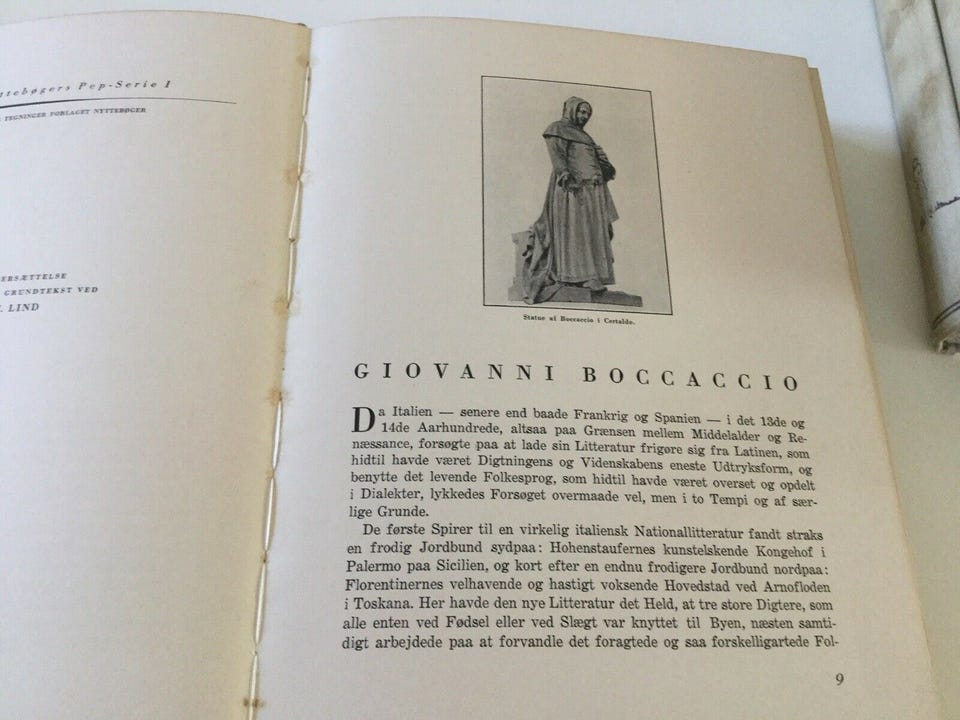 ttebøgers Pep-Serie I
TEGNINGER FORLAGET NYTTEBØGER
ERSÆTTELSE
GRUNDTEKST VED
. LIND
Statue af Boccaccio i Certaldo.
GIOVANNI BOCCACCIO
Da Italien — senere end baade Frankrig og Spanien — i det 13de og
14de Aarhundrede, altsaa paa Grænsen mellem Middelalder og Re-
næssance, forsøgte paa at lade sin Litteratur frigøre sig fra Latinen, som
hidtil havde været Digtningens og Videnskabens eneste Udtryksform, og
benytte det levende Folkesprog, som hidtil havde været overset og opdelt
i Dialekter, lykkedes Forsøget overmaade vel, men i to Tempi og af sær-
lige Grunde.
De første Spirer til en virkelig italiensk Nationallitteratur fandt straks
en frodig Jordbund sydpaa: Hohenstaufernes kunstelskende Kongehof i
Palermo paa Sicilien, og kort efter en endnu frodigere Jordbund nordpaa:
Florentinernes velhavende og hastigt voksende Hovedstad ved Arnofloden
i Toskana. Her havde den nye Litteratur det Held, at tre store Digtere, som
alle enten ved Fødsel eller ved Slægt var knyttet til Byen, næsten samti-
digt arbejdede paa at forvandle det foragtede og saa forskelligartede Fol-
9